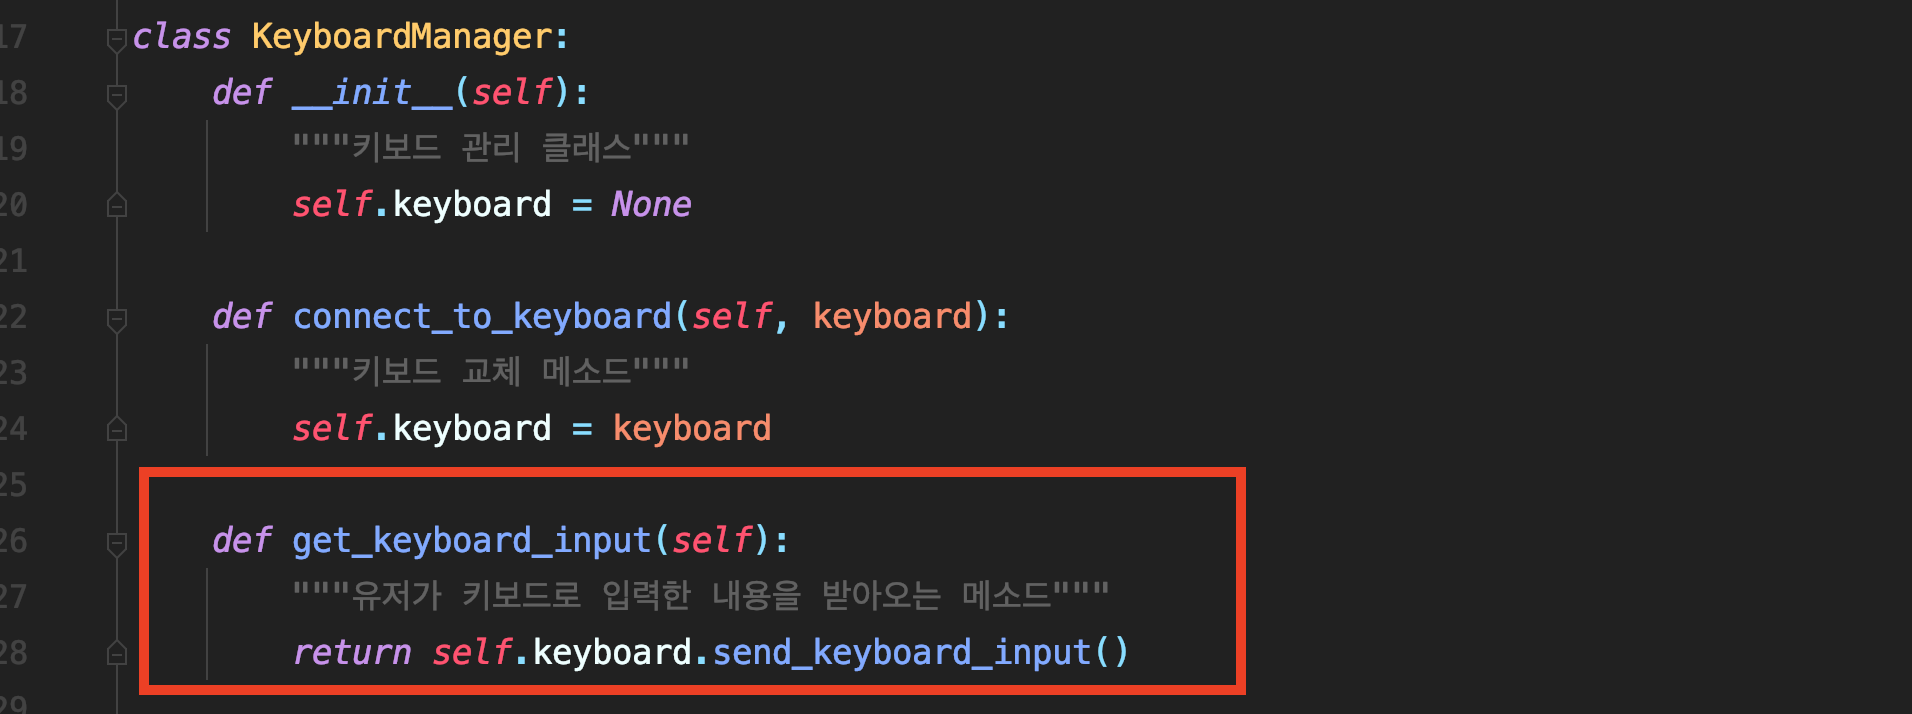 17 class KeyboardManager:
18 def __init__(self):
19 """키보드 관리 클래스"""
20 self.keyboard = None
21
22 def connect_to_keyboard(self, keyboard):
23 """키보드 교체 메소드"""
24 self.keyboard = keyboard
25
26 def get_keyboard_input(self):
27 """유저가 키보드로 입력한 내용을 받아오는 메소드"""
28 return self.keyboard.send_keyboard_input()
29